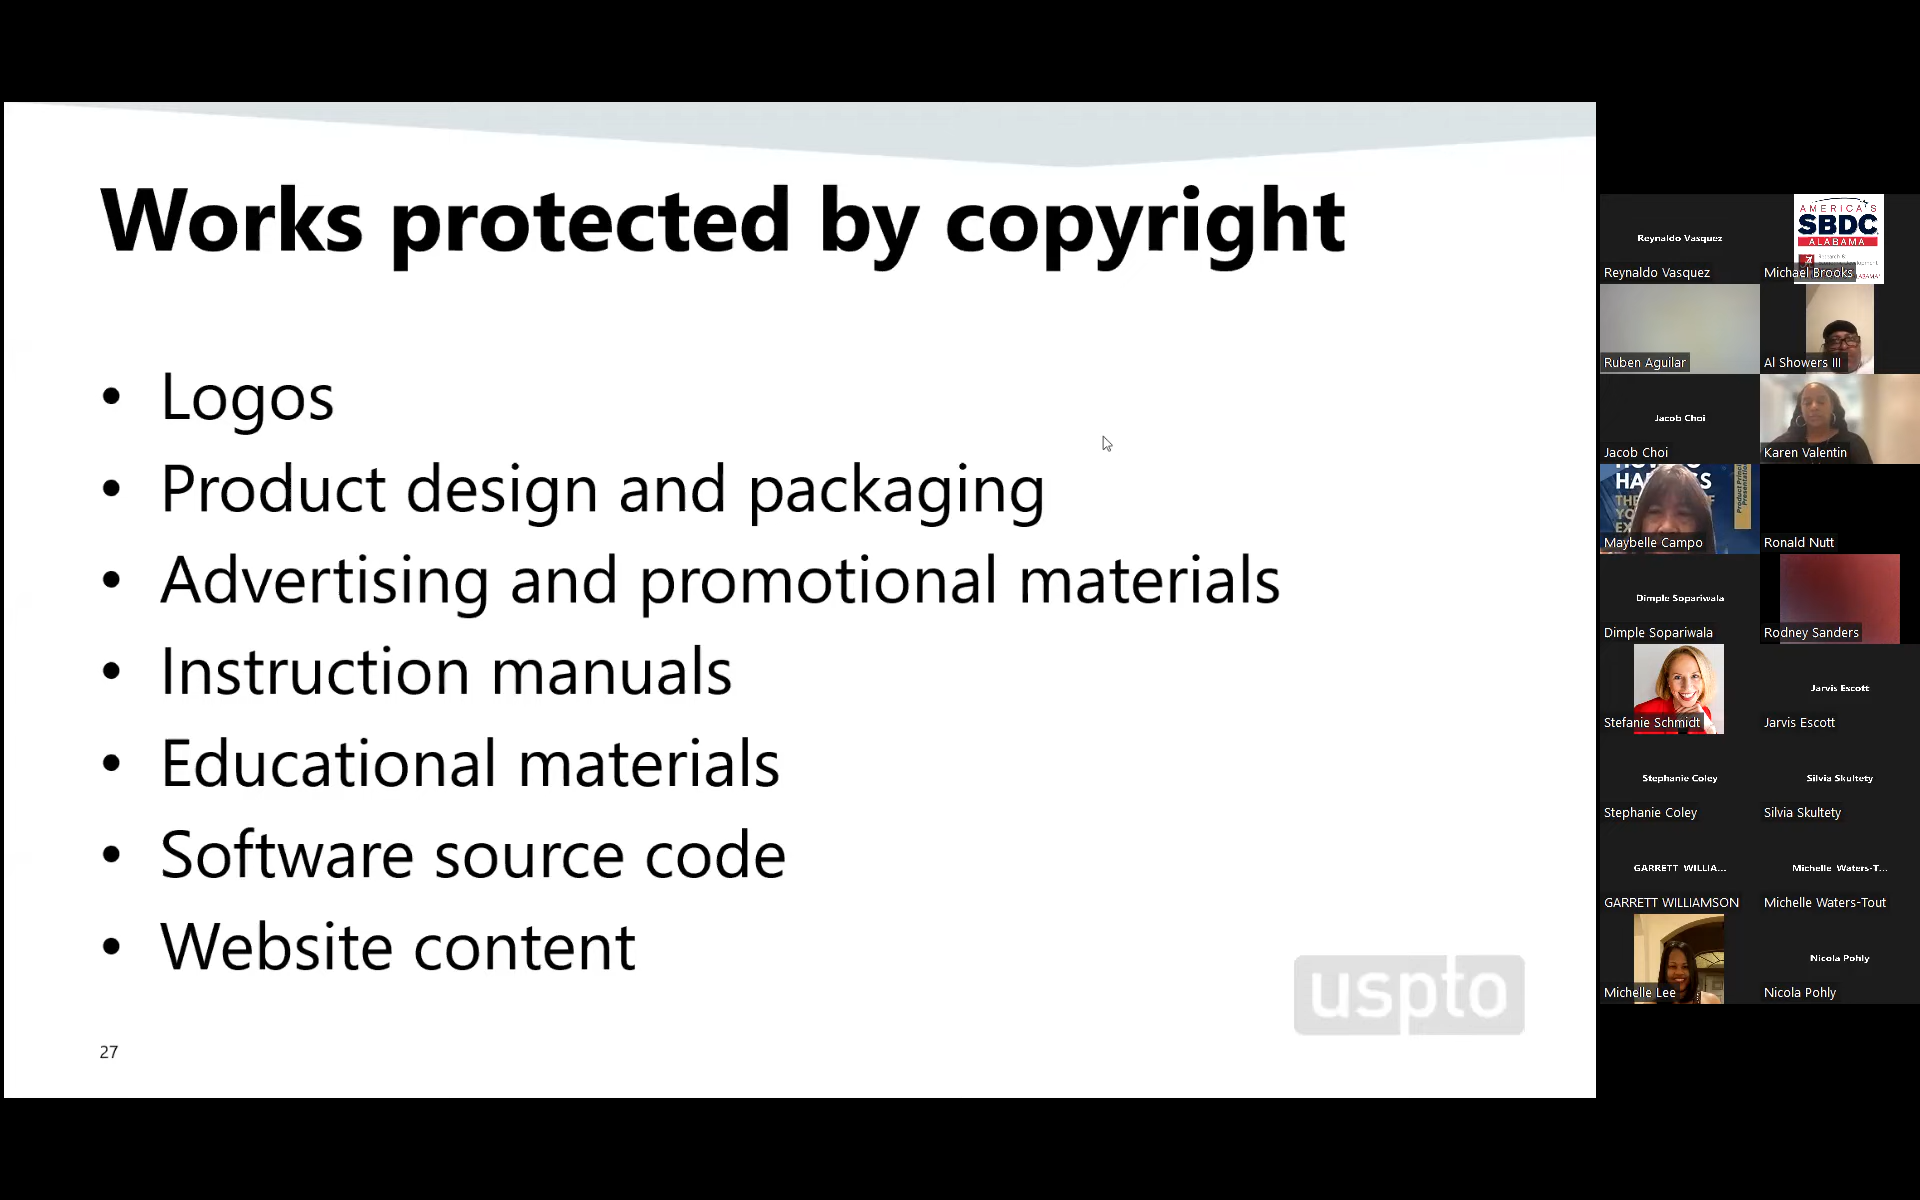 Works protected by copyright
• Logos
• Product design and packaging
• Advertising and promotional materials
• Instruction manuals
• Educational materials
• Software source code
• Website content
uspto
27
Reynaldo Vasquez
Reynaldo Vasquez
AMERICA'S
SBDC
ALABAMA
Michael Brooks
Ruben Aguilar
Al Showers III
Jacob Choi
Jacob Choi
Karen Valentin
Maybelle Campo
Ronald Nutt
Dimple Sopariwala
Dimple Sopariwala
Rodney Sanders
Stefanie Schmidt
Jarvis Escott
Jarvis Escott
Stephanie Coley
Stephanie Coley
Silvia Skultety
Silvia Skultety
GARRETT WILLIA...
GARRETT WILLIAMSON
Michelle Waters-T...
Michelle Waters-Tout
Michelle Lee
Nicola Pohly
Nicola Pohly